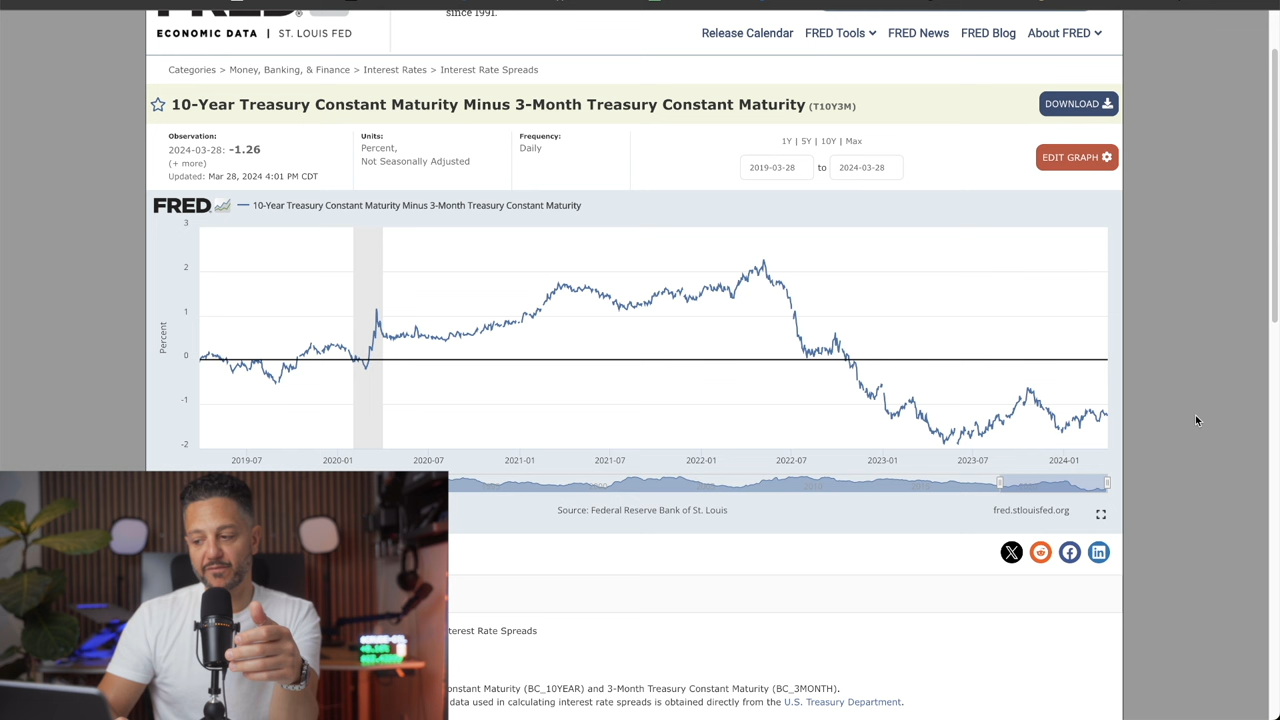 FRED
since 1991.
ECONOMIC DATA | ST. LOUIS FED
Release Calendar FRED Tools FRED News FRED Blog About FRED
Categories > Money, Banking, & Finance > Interest Rates > Interest Rate Spreads
10-Year Treasury Constant Maturity Minus 3-Month Treasury Constant Maturity (T10Y3M)
DOWNLOAD
Observation:
2024-03-28: -1.26
(+ more)
Updated: Mar 28, 2024 4:01 PM CDT
Units:
Percent,
Not Seasonally Adjusted
Frequency:
Daily
1Y | 5Y | 10Y | Max
2019-03-28 to 2024-03-28
EDIT GRAPH
FRED 10-Year Treasury Constant Maturity Minus 3-Month Treasury Constant Maturity
3
2
1
0
-1
-2
Percent
2019-07 2020-01 2020-07 2021-01 2021-07 2022-01 2022-07 2023-01 2023-07 2024-01
Source: Federal Reserve Bank of St. Louis
fred.stlouisfed.org
terest Rate Spreads
onstant Maturity (BC_10YEAR) and 3-Month Treasury Constant Maturity (BC_3MONTH).
data used in calculating interest rate spreads is obtained directly from the U.S. Treasury Department.